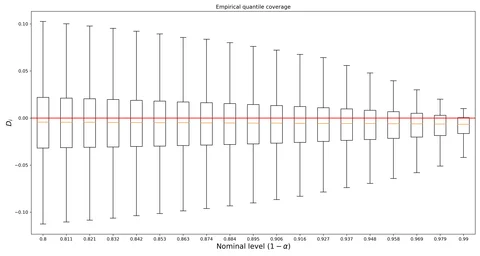 Empirical quantile coverage
0.10
0.05
0.00
−0.05
−0.10
D_i
0.8 0.811 0.821 0.832 0.842 0.853 0.863 0.874 0.884 0.895 0.906 0.916 0.927 0.937 0.948 0.958 0.969 0.979 0.99
Nominal level (1 − α)